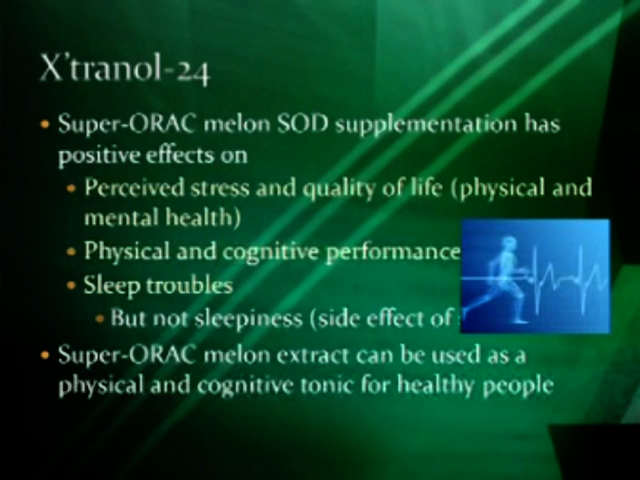 X'tranol-24
• Super-ORAC melon SOD supplementation has
positive effects on
• Perceived stress and quality of life (physical and
mental health)
• Physical and cognitive performance
• Sleep troubles
• But not sleepiness (side effect of
• Super-ORAC melon extract can be used as a
physical and cognitive tonic for healthy people